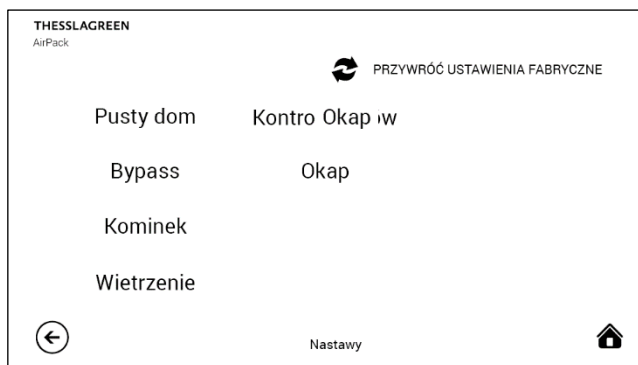 THESSLAGREEN
AirPack
PRZYWRÓĆ USTAWIENIA FABRYCZNE
Pusty dom
Kontro Okap
Bypass
Okap
Kominek
Wietrzenie
Nastawy